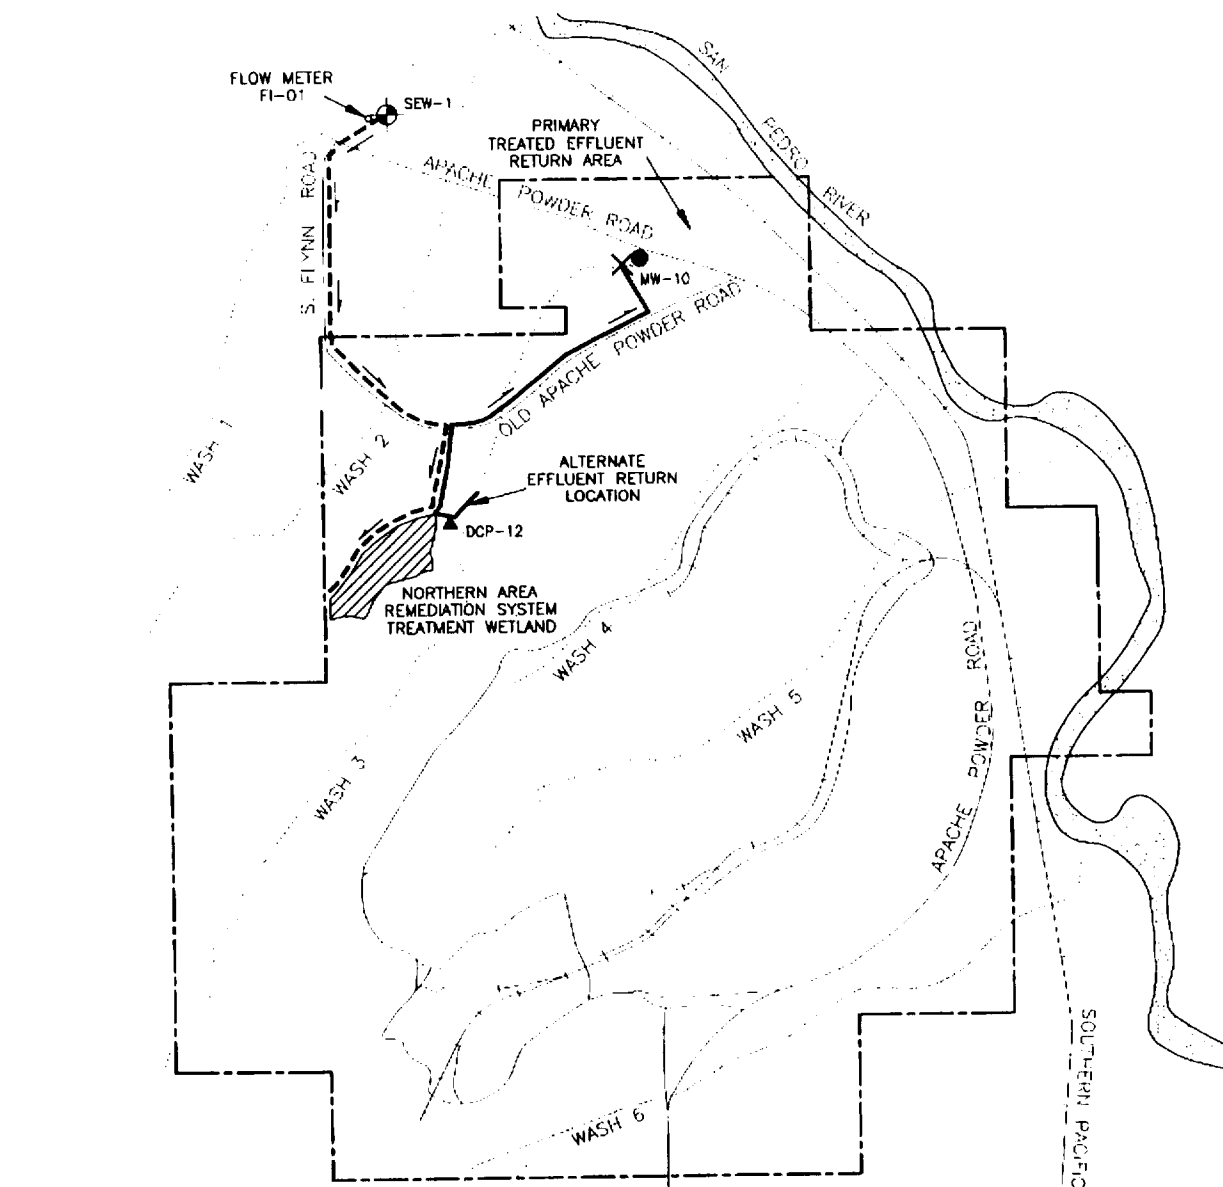 SAN
PEDRO
RIVER
FLOW METER
FI-01
SEW-1
PRIMARY
TREATED EFFLUENT
RETURN AREA
APACHE POWDER ROAD
S. FLYNN ROAD
MW-10
OLD APACHE POWDER ROAD
WASH 1
WASH 2
ALTERNATE
EFFLUENT RETURN
LOCATION
DCP-12
NORTHERN AREA
REMEDIATION SYSTEM
TREATMENT WETLAND
WASH 4
WASH 5
WASH 3
APACHE POWDER ROAD
WASH 6
SOUTHERN PACIFIC